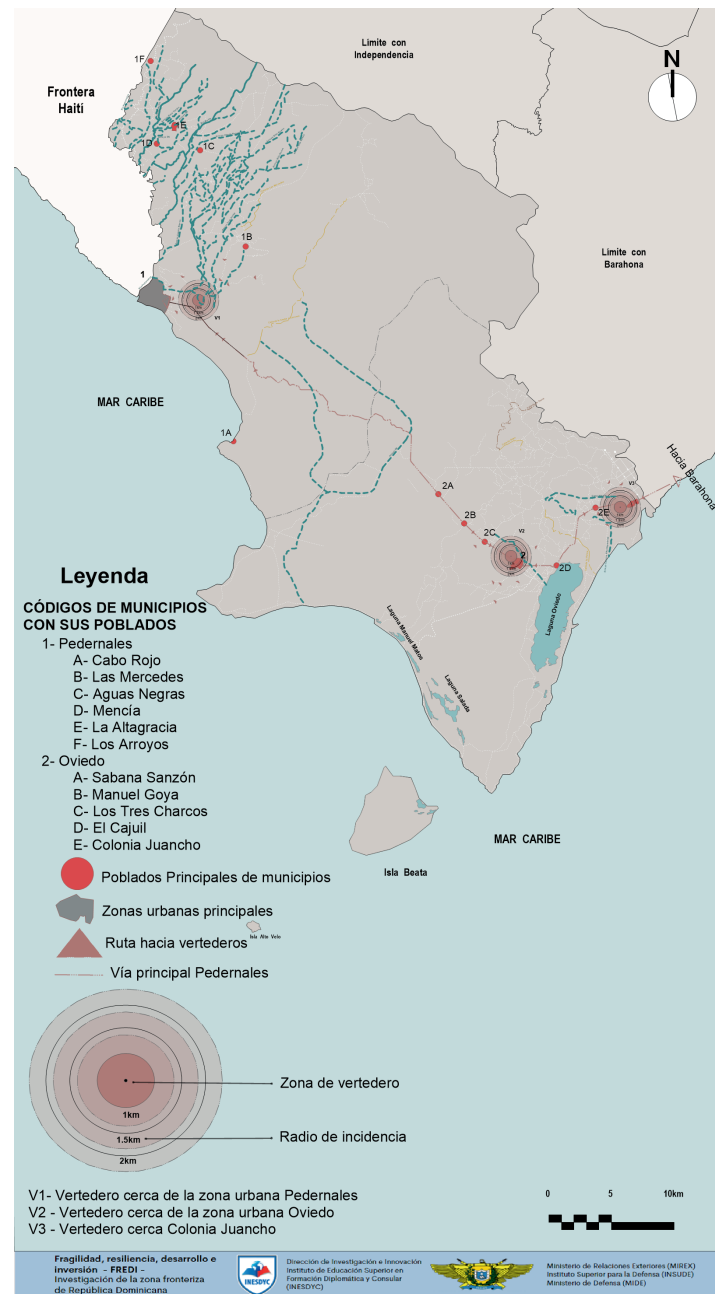 Limite con
Independencia
N
1F
Frontera
Haití
1E
1D
1C
1B
Limite con
Barahona
1
V1
MAR CARIBE
1A
Hacia Barahona
2A
V3
2E
2B
V2
2C
2
2D
Laguna Oviedo
Laguna Manuel Matos
Laguna Salada
Leyenda
CÓDIGOS DE MUNICIPIOS
CON SUS POBLADOS
1- Pedernales
A- Cabo Rojo
B- Las Mercedes
C- Aguas Negras
D- Mencía
E- La Altagracia
F- Los Arroyos
2- Oviedo
A- Sabana Sanzón
B- Manuel Goya
C- Los Tres Charcos
D- El Cajuil
E- Colonia Juancho
MAR CARIBE
Isla Beata
Poblados Principales de municipios
Zonas urbanas principales
Isla Alto Velo
Ruta hacia vertederos
Vía principal Pedernales
Zona de vertedero
1km
Radio de incidencia
1.5km
2km
V1- Vertedero cerca de la zona urbana Pedernales
V2 - Vertedero cerca de la zona urbana Oviedo
V3 - Vertedero cerca Colonia Juancho
0 5 10km
Fragilidad, resiliencia, desarrollo e
inversión - FREDI -
Investigación de la zona fronteriza
de República Dominicana
INESDYC
Dirección de Investigación e Innovación
Instituto de Educación Superior en
Formación Diplomática y Consular
(INESDYC)
Ministerio de Relaciones Exteriores (MIREX)
Instituto Superior para la Defensa (INSUDE)
Ministerio de Defensa (MIDE)